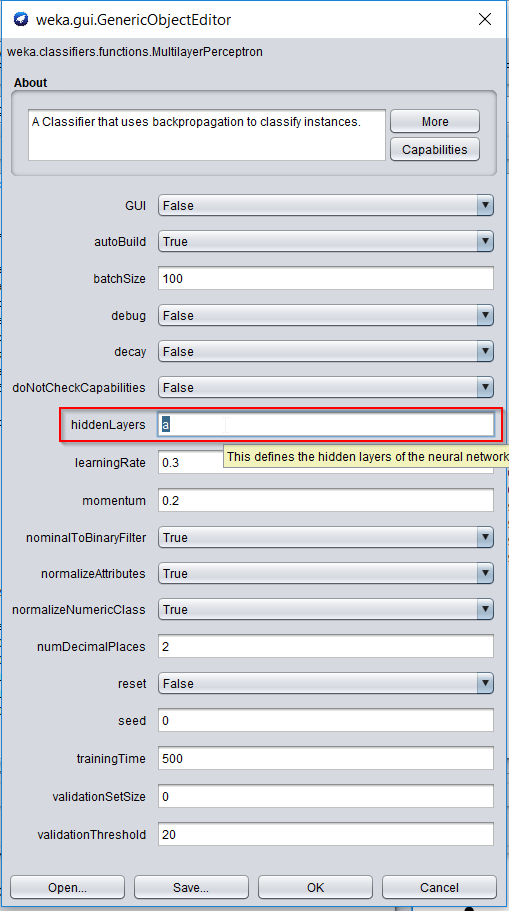 weka.gui.GenericObjectEditor
weka.classifiers.functions.MultilayerPerceptron
About
A Classifier that uses backpropagation to classify instances.
More
Capabilities
GUI False
autoBuild True
batchSize 100
debug False
decay False
doNotCheckCapabilities False
hiddenLayers a
This defines the hidden layers of the neural network
learningRate 0.3
momentum 0.2
nominalToBinaryFilter True
normalizeAttributes True
normalizeNumericClass True
numDecimalPlaces 2
reset False
seed 0
trainingTime 500
validationSetSize 0
validationThreshold 20
Open... Save... OK Cancel